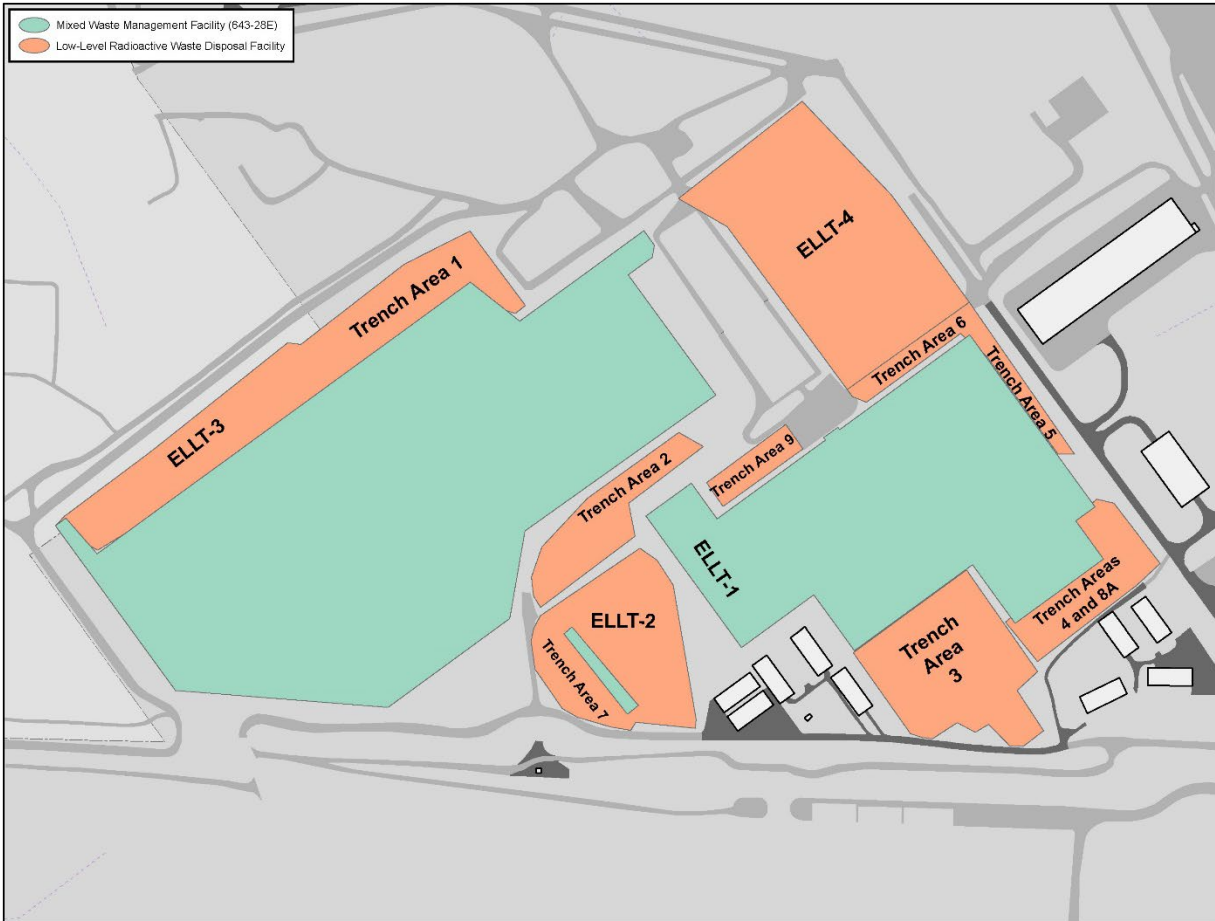 Mixed Waste Management Facility (643-28E)
Low-Level Radioactive Waste Disposal Facility
ELLT-4
Trench Area 1
Trench Area 6
Trench Area 5
ELLT-3
Trench Area 9
Trench Area 2
ELLT-1
Trench Areas
4 and 8A
ELLT-2
Trench
Area
3
Trench Area 7